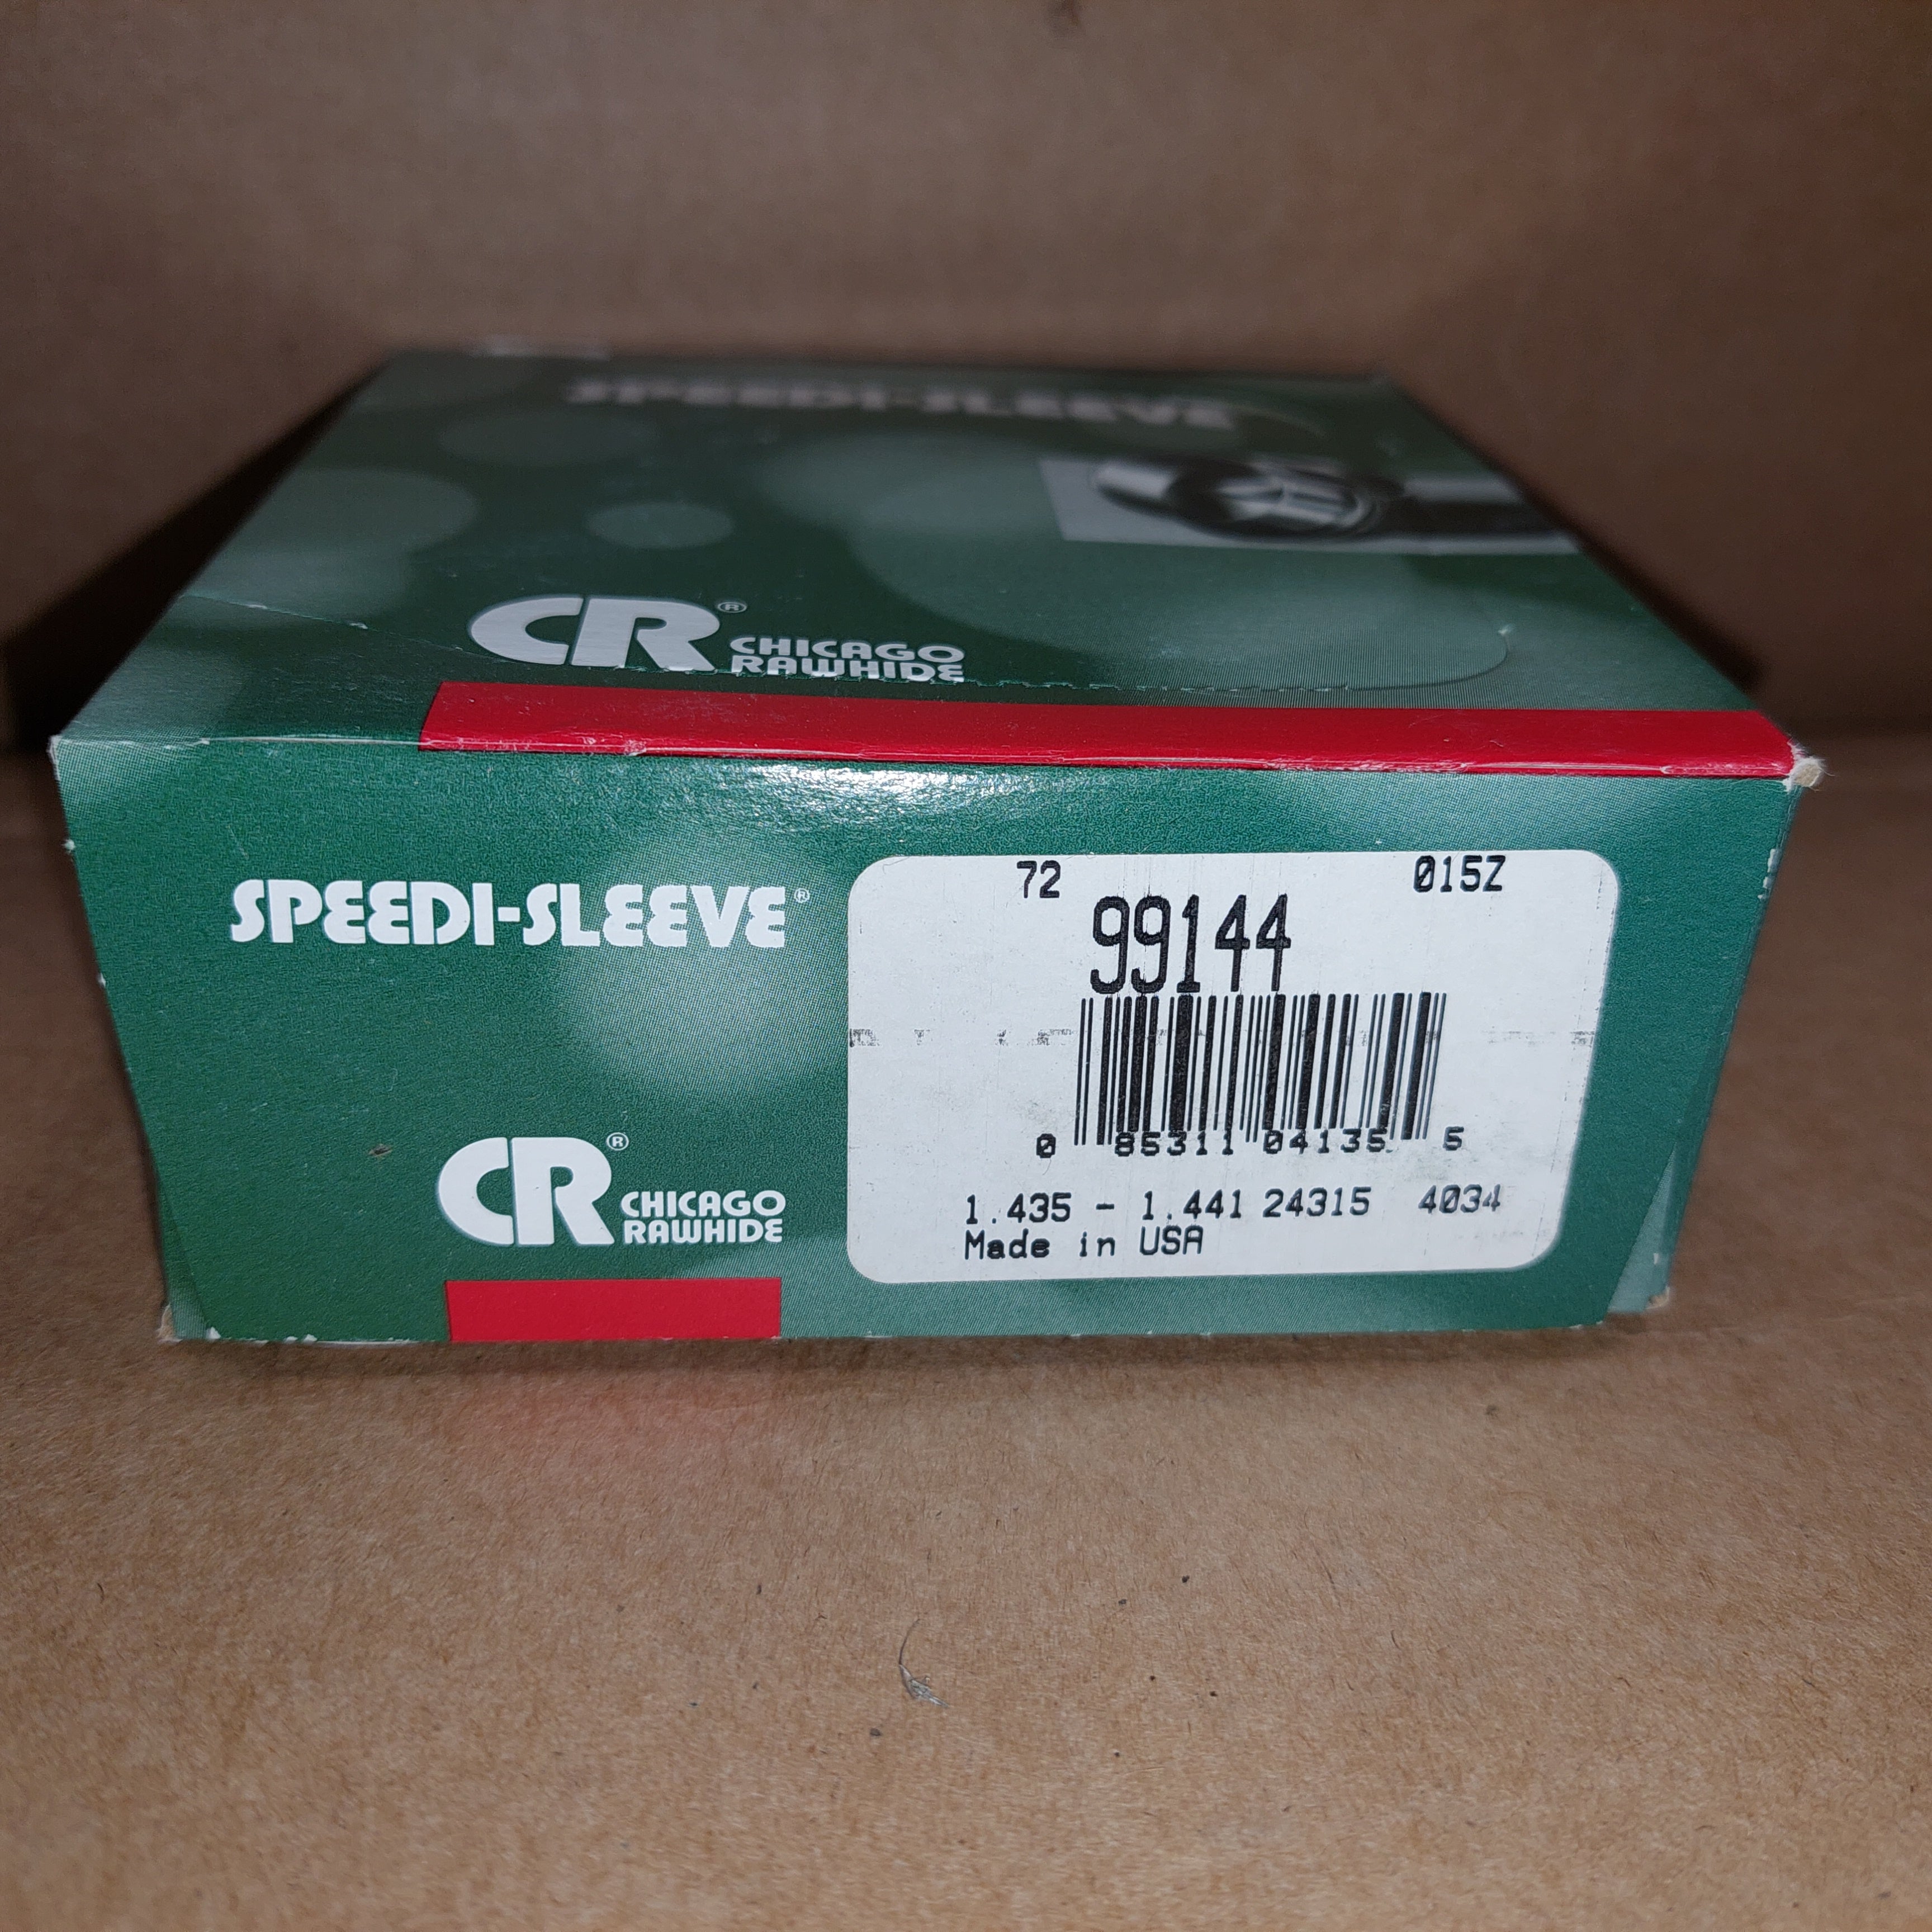 SPEEDI-SLEEVE
CR® CHICAGO
RAWHIDE
SPEEDI-SLEEVE®
CR® CHICAGO
RAWHIDE
72 015Z
99144
0 85311 04135 5
1.435 - 1.441 24315 4034
Made in USA